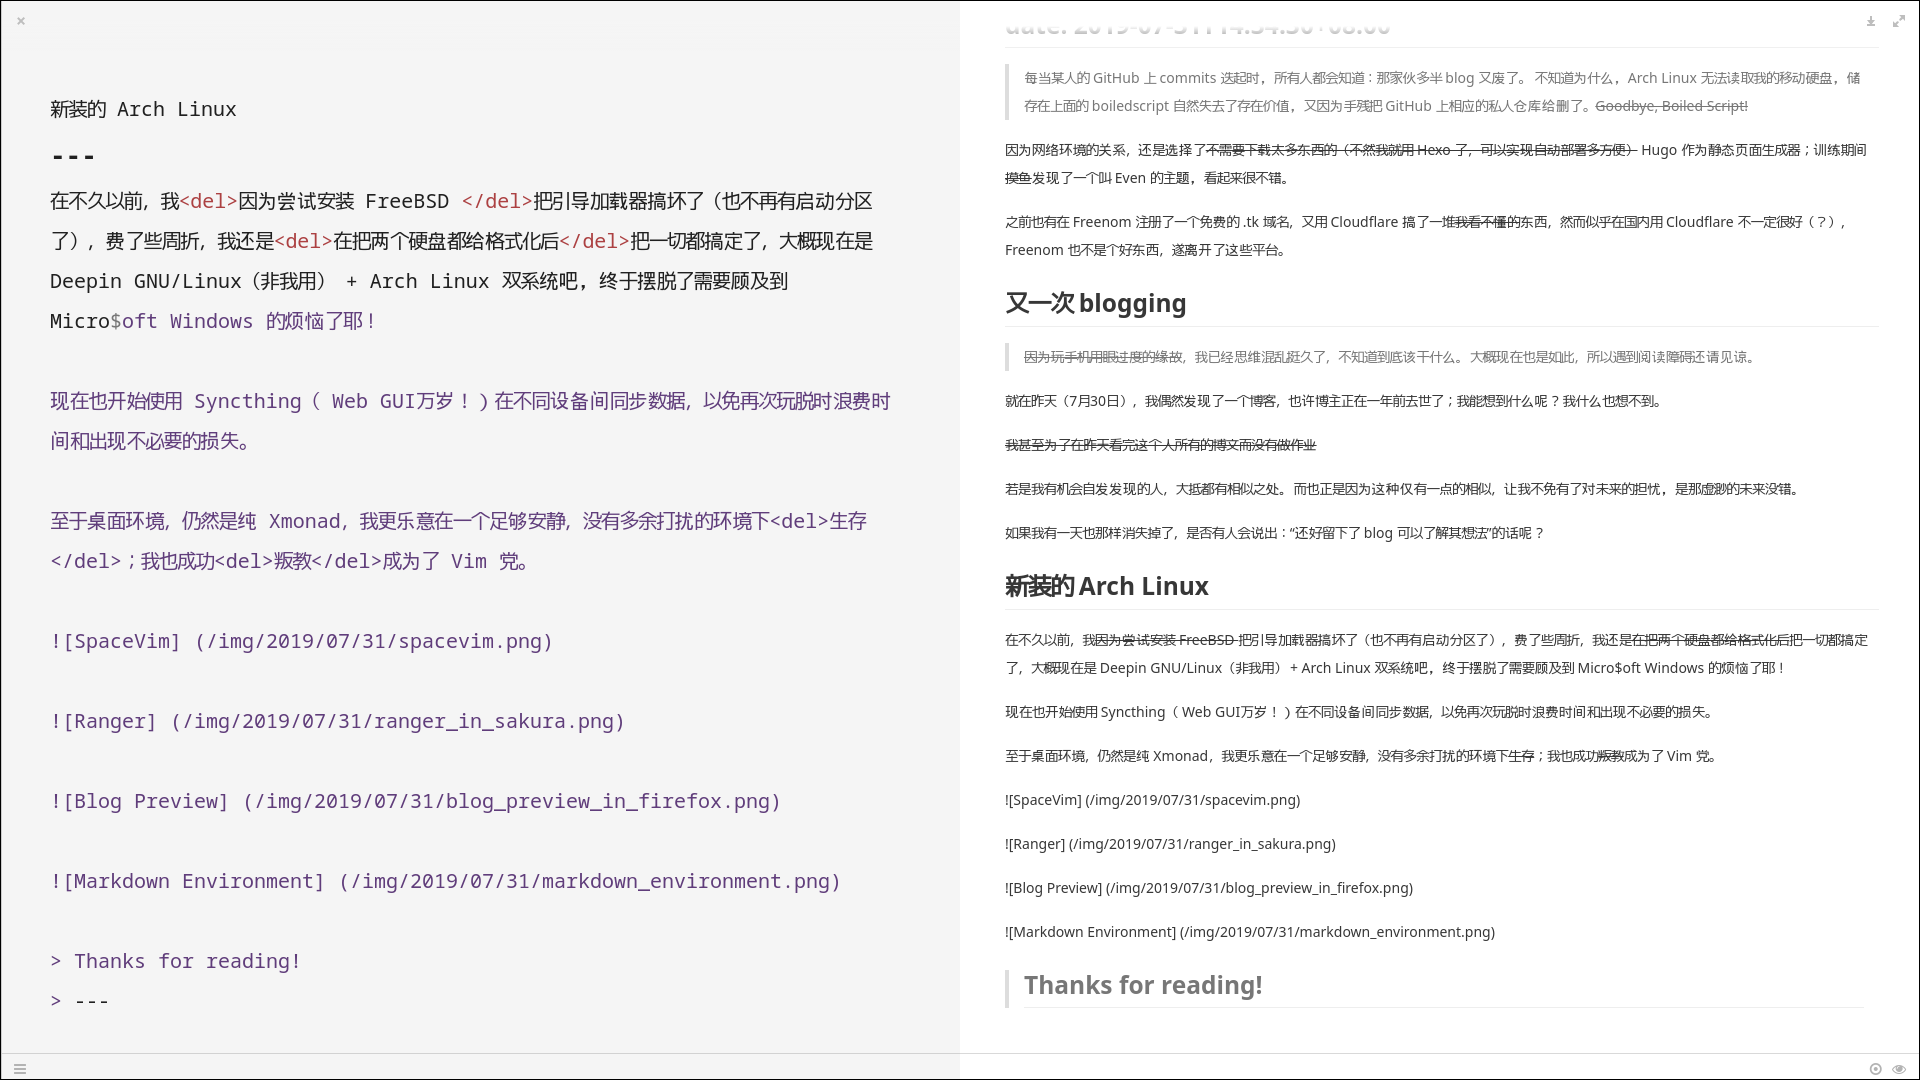 新装的 Arch Linux
---
在不久以前，我<del>因为尝试安装 FreeBSD </del>把引导加载器搞坏了（也不再有启动分区
了），费了些周折，我还是<del>在把两个硬盘都给格式化后</del>把一切都搞定了，大概现在是
Deepin GNU/Linux（非我用） + Arch Linux 双系统吧，终于摆脱了需要顾及到
Micro$oft Windows 的烦恼了耶！
现在也开始使用 Syncthing（ Web GUI万岁！）在不同设备间同步数据，以免再次玩脱时浪费时
间和出现不必要的损失。
至于桌面环境，仍然是纯 Xmonad，我更乐意在一个足够安静，没有多余打扰的环境下<del>生存
</del>；我也成功<del>叛教</del>成为了 Vim 党。
![SpaceVim] (/img/2019/07/31/spacevim.png)
![Ranger] (/img/2019/07/31/ranger_in_sakura.png)
![Blog Preview] (/img/2019/07/31/blog_preview_in_firefox.png)
![Markdown Environment] (/img/2019/07/31/markdown_environment.png)
> Thanks for reading!
> ---
每当某人的 GitHub 上 commits 迭起时，所有人都会知道：那家伙多半 blog 又废了。 不知道为什么，Arch Linux 无法读取我的移动硬盘，储
存在上面的 boiledscript 自然失去了存在价值，又因为手残把 GitHub 上相应的私人仓库给删了。Goodbye, Boiled Script!
因为网络环境的关系，还是选择了不需要下载太多东西的（不然我就用 Hexo 了，可以实现自动部署多方便） Hugo 作为静态页面生成器；训练期间
摸鱼发现了一个叫 Even 的主题，看起来很不错。
之前也有在 Freenom 注册了一个免费的 .tk 域名，又用 Cloudflare 搞了一堆我看不懂的东西，然而似乎在国内用 Cloudflare 不一定很好（？），
Freenom 也不是个好东西，遂离开了这些平台。
又一次 blogging
因为玩手机用眼过度的缘故，我已经思维混乱挺久了，不知道到底该干什么。大概现在也是如此，所以遇到阅读障碍还请见谅。
就在昨天（7月30日），我偶然发现了一个博客，也许博主正在一年前去世了；我能想到什么呢？我什么也想不到。
我甚至为了在昨天看完这个人所有的博文而没有做作业
若是我有机会自发发现的人，大抵都有相似之处。而也正是因为这种仅有一点的相似，让我不免有了对未来的担忧，是那虚渺的未来没错。
如果我有一天也那样消失掉了，是否有人会说出：“还好留下了 blog 可以了解其想法”的话呢？
新装的 Arch Linux
在不久以前，我因为尝试安装 FreeBSD 把引导加载器搞坏了（也不再有启动分区了），费了些周折，我还是在把两个硬盘都给格式化后把一切都搞定
了，大概现在是 Deepin GNU/Linux（非我用） + Arch Linux 双系统吧，终于摆脱了需要顾及到 Micro$oft Windows 的烦恼了耶！
现在也开始使用 Syncthing（ Web GUI万岁！）在不同设备间同步数据，以免再次玩脱时浪费时间和出现不必要的损失。
至于桌面环境，仍然是纯 Xmonad，我更乐意在一个足够安静，没有多余打扰的环境下生存；我也成功叛教成为了 Vim 党。
![SpaceVim] (/img/2019/07/31/spacevim.png)
![Ranger] (/img/2019/07/31/ranger_in_sakura.png)
![Blog Preview] (/img/2019/07/31/blog_preview_in_firefox.png)
![Markdown Environment] (/img/2019/07/31/markdown_environment.png)
Thanks for reading!